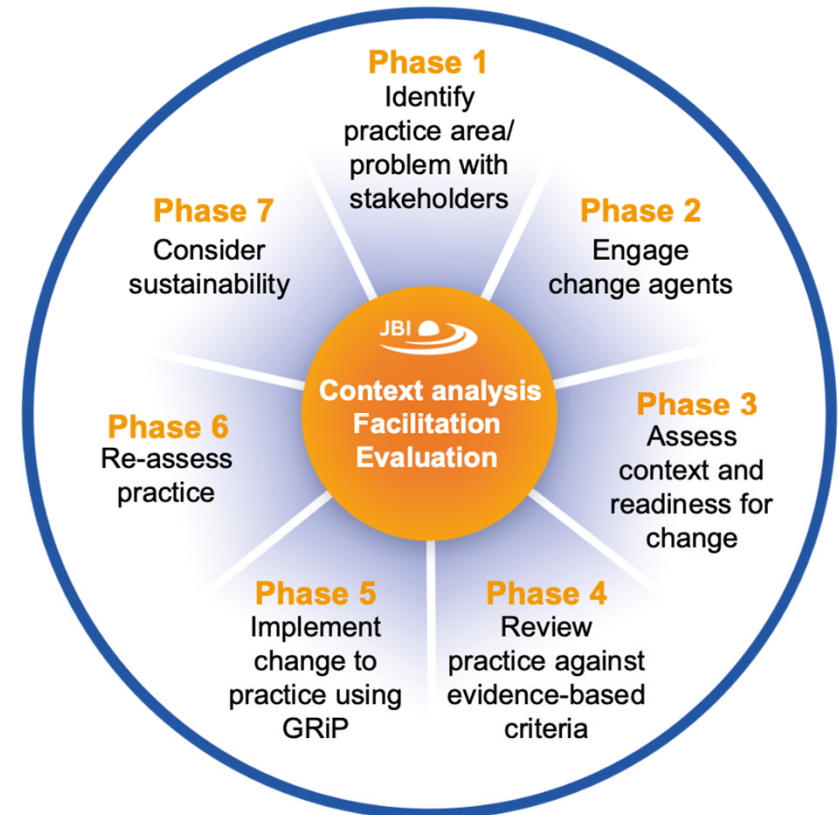 Phase 1
Identify
practice area/
problem with
stakeholders
Phase 2
Engage
change agents
Phase 3
Assess
context and
readiness for
change
Phase 4
Review
practice against
evidence-based
criteria
Phase 5
Implement
change to
practice using
GRiP
Phase 6
Re-assess
practice
Phase 7
Consider
sustainability
JBI
Context analysis
Facilitation
Evaluation